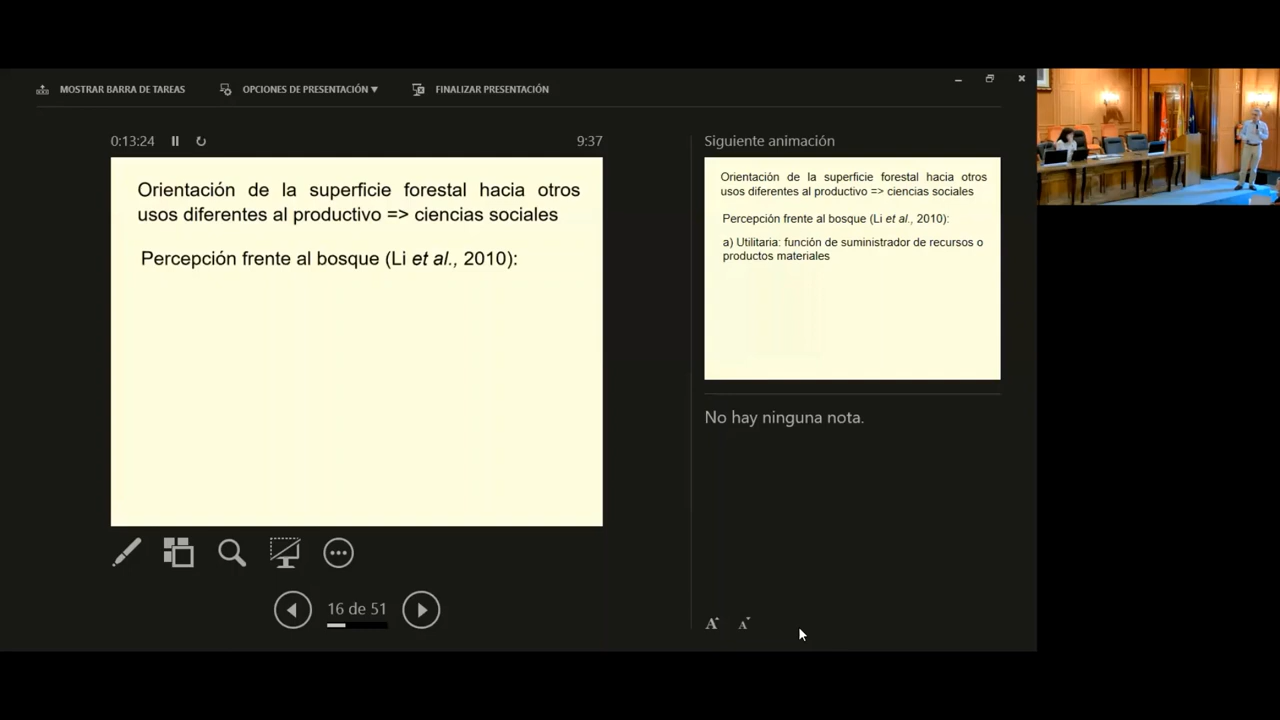 MOSTRAR BARRA DE TAREAS
OPCIONES DE PRESENTACIÓN ▼
FINALIZAR PRESENTACIÓN
0:13:24
9:37
Orientación de la superficie forestal hacia otros
usos diferentes al productivo => ciencias sociales
Percepción frente al bosque (Li et al., 2010):
16 de 51
Siguiente animación
Orientación de la superficie forestal hacia otros
usos diferentes al productivo => ciencias sociales
Percepción frente al bosque (Li et al., 2010):
a) Utilitaria: función de suministrador de recursos o
productos materiales
No hay ninguna nota.
A A